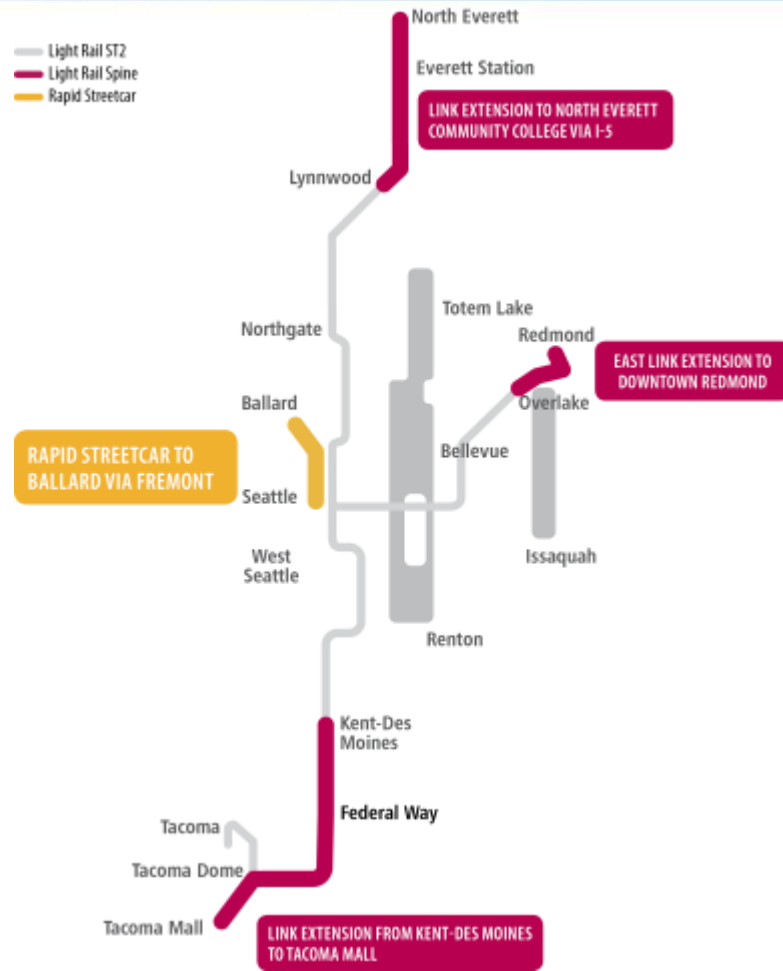 Light Rail ST2
Light Rail Spine
Rapid Streetcar
North Everett
Everett Station
LINK EXTENSION TO NORTH EVERETT
COMMUNITY COLLEGE VIA I-5
Lynnwood
Totem Lake
Northgate
Redmond
EAST LINK EXTENSION TO
DOWNTOWN REDMOND
Ballard
Overlake
RAPID STREETCAR TO
BALLARD VIA FREMONT
Bellevue
Seattle
West
Seattle
Issaquah
Renton
Kent-Des
Moines
Federal Way
Tacoma
Tacoma Dome
Tacoma Mall
LINK EXTENSION FROM KENT-DES MOINES
TO TACOMA MALL